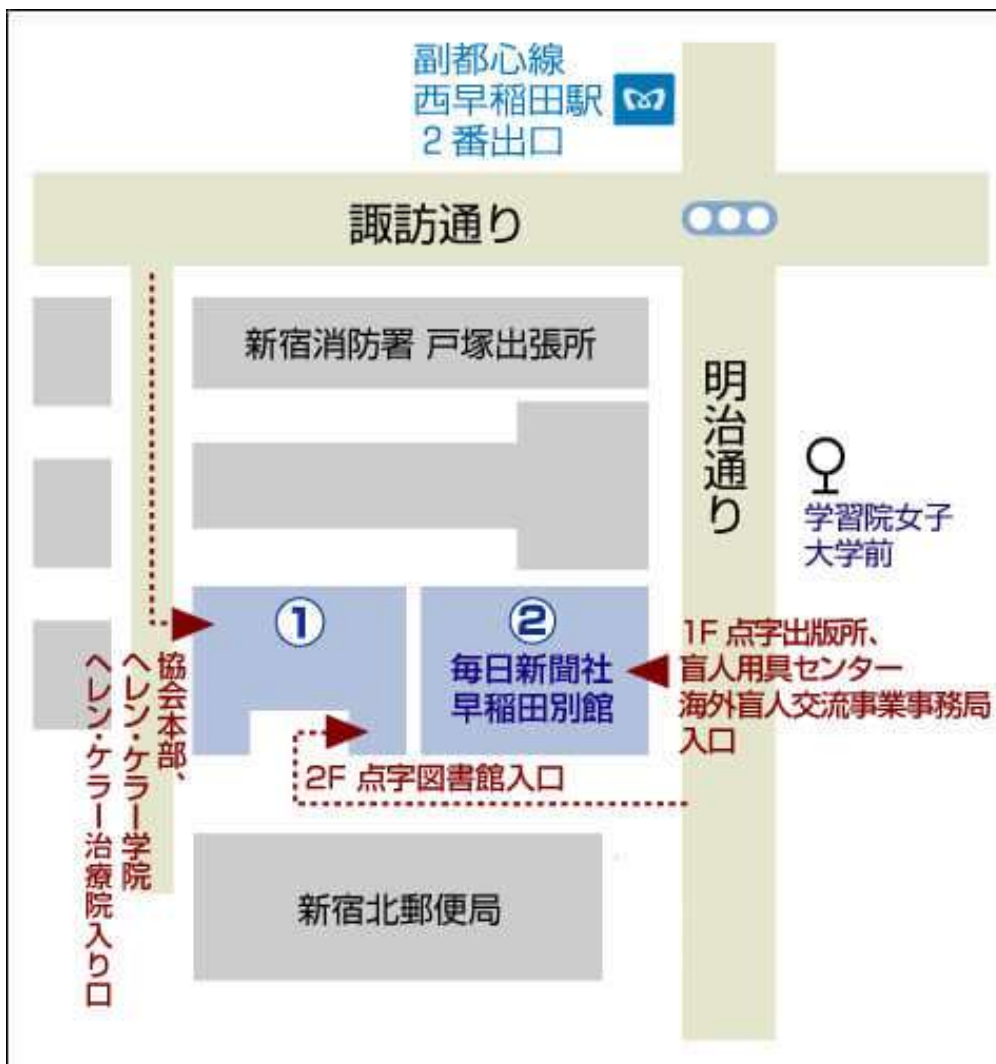 副都心線
西早稲田駅
2番出口
諏訪通り
新宿消防署 戸塚出張所
明治通り
学習院女子
大学前
①
②
毎日新聞社
早稲田別館
1F 点字出版所、
盲人用具センター
海外盲人交流事業事務局
入口
協会本部、
ヘレン・ケラー学院
ヘレン・ケラー治療院入り口
2F 点字図書館入口
新宿北郵便局